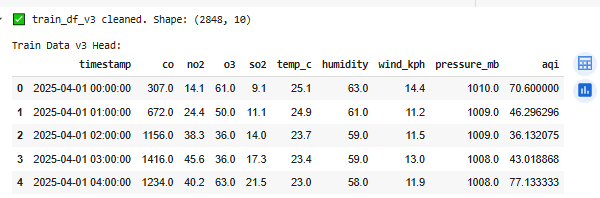 ✅ train_df_v3 cleaned. Shape: (2848, 10)
Train Data v3 Head:
timestamp co no2 o3 so2 temp_c humidity wind_kph pressure_mb aqi
0 2025-04-01 00:00:00 307.0 14.1 61.0 9.1 25.1 63.0 14.4 1010.0 70.600000
1 2025-04-01 01:00:00 672.0 24.4 50.0 11.1 24.9 61.0 11.2 1009.0 46.296296
2 2025-04-01 02:00:00 1156.0 38.3 36.0 14.0 23.7 59.0 11.5 1009.0 36.132075
3 2025-04-01 03:00:00 1416.0 45.6 36.0 17.3 23.4 59.0 13.0 1008.0 43.018868
4 2025-04-01 04:00:00 1234.0 40.2 63.0 21.5 23.0 58.0 11.9 1008.0 77.133333